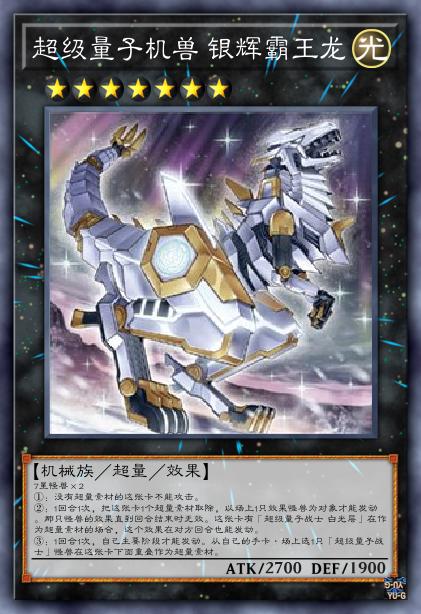 超级量子机兽 银辉霸王龙
光
【机械族／超量／效果】
7星怪兽×2
①：没有超量素材的这张卡不能攻击。
②：1回合1次，把这张卡1个超量素材取除，以场上1只效果怪兽为对象才能发动
。那只怪兽的效果直到回合结束时无效。这张卡有「超级量子战士 白光层」在作
为超量素材的场合，这个效果在对方回合也能发动。
③：1回合1次，自己主要阶段才能发动。从自己的手卡·场上选1只「超级量子战
士」怪兽在这张卡下面重叠作为超量素材。
ATK/2700 DEF/1900
YU-G